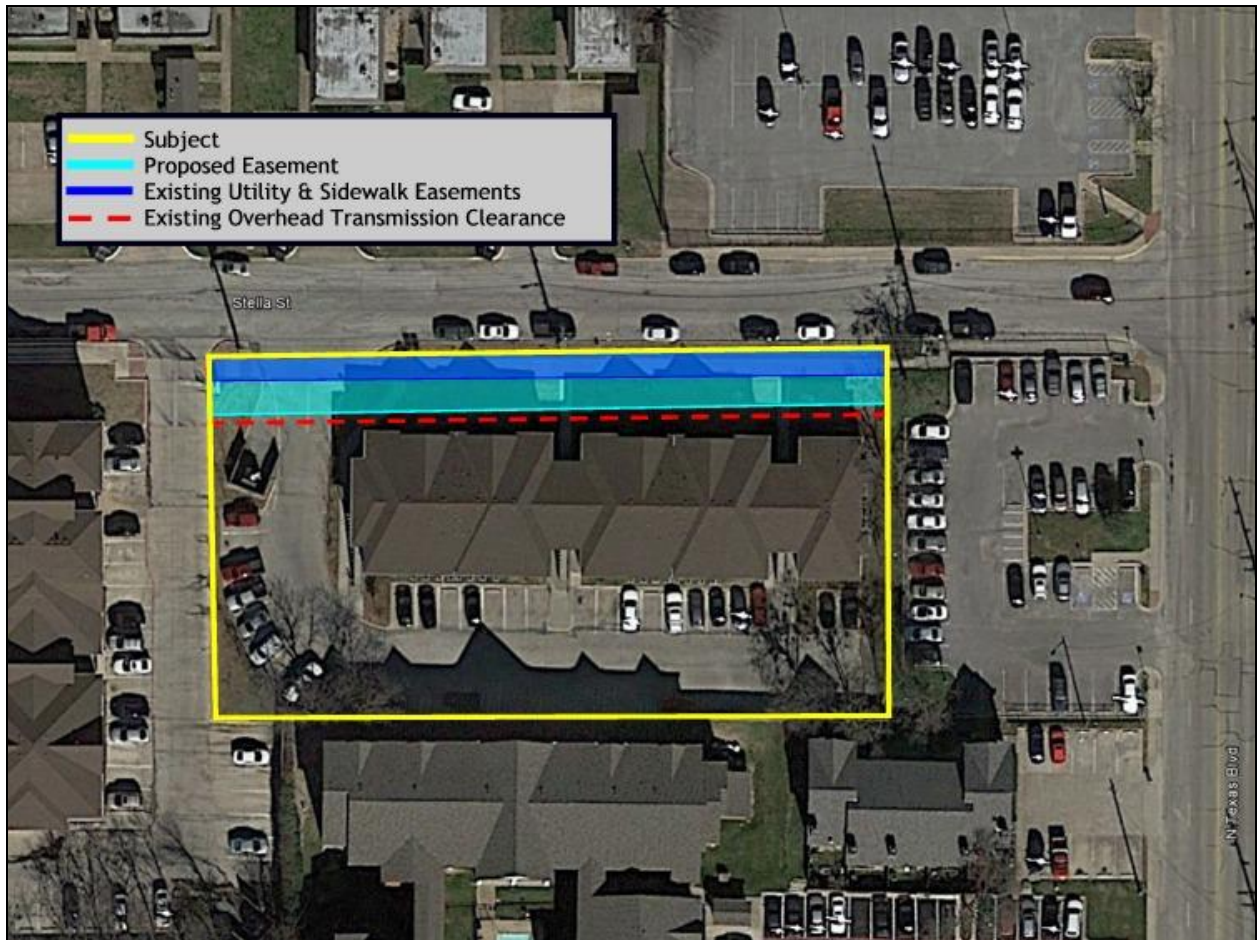 Subject
Proposed Easement
Existing Utility & Sidewalk Easements
Existing Overhead Transmission Clearance
Stella St
N Texas Blvd